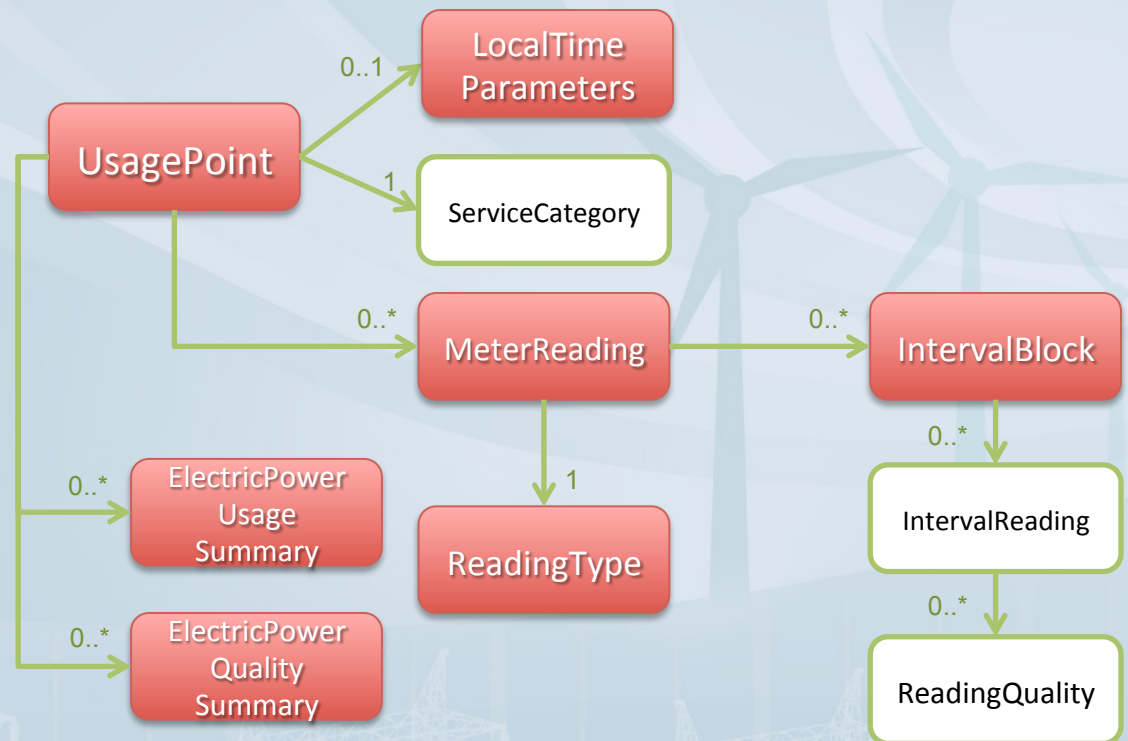 LocalTime
Parameters
0..1
UsagePoint
1
ServiceCategory
0..*
MeterReading
0..*
IntervalBlock
0..*
1
0..*
ElectricPower
Usage
Summary
ReadingType
IntervalReading
0..*
0..*
ElectricPower
Quality
Summary
ReadingQuality